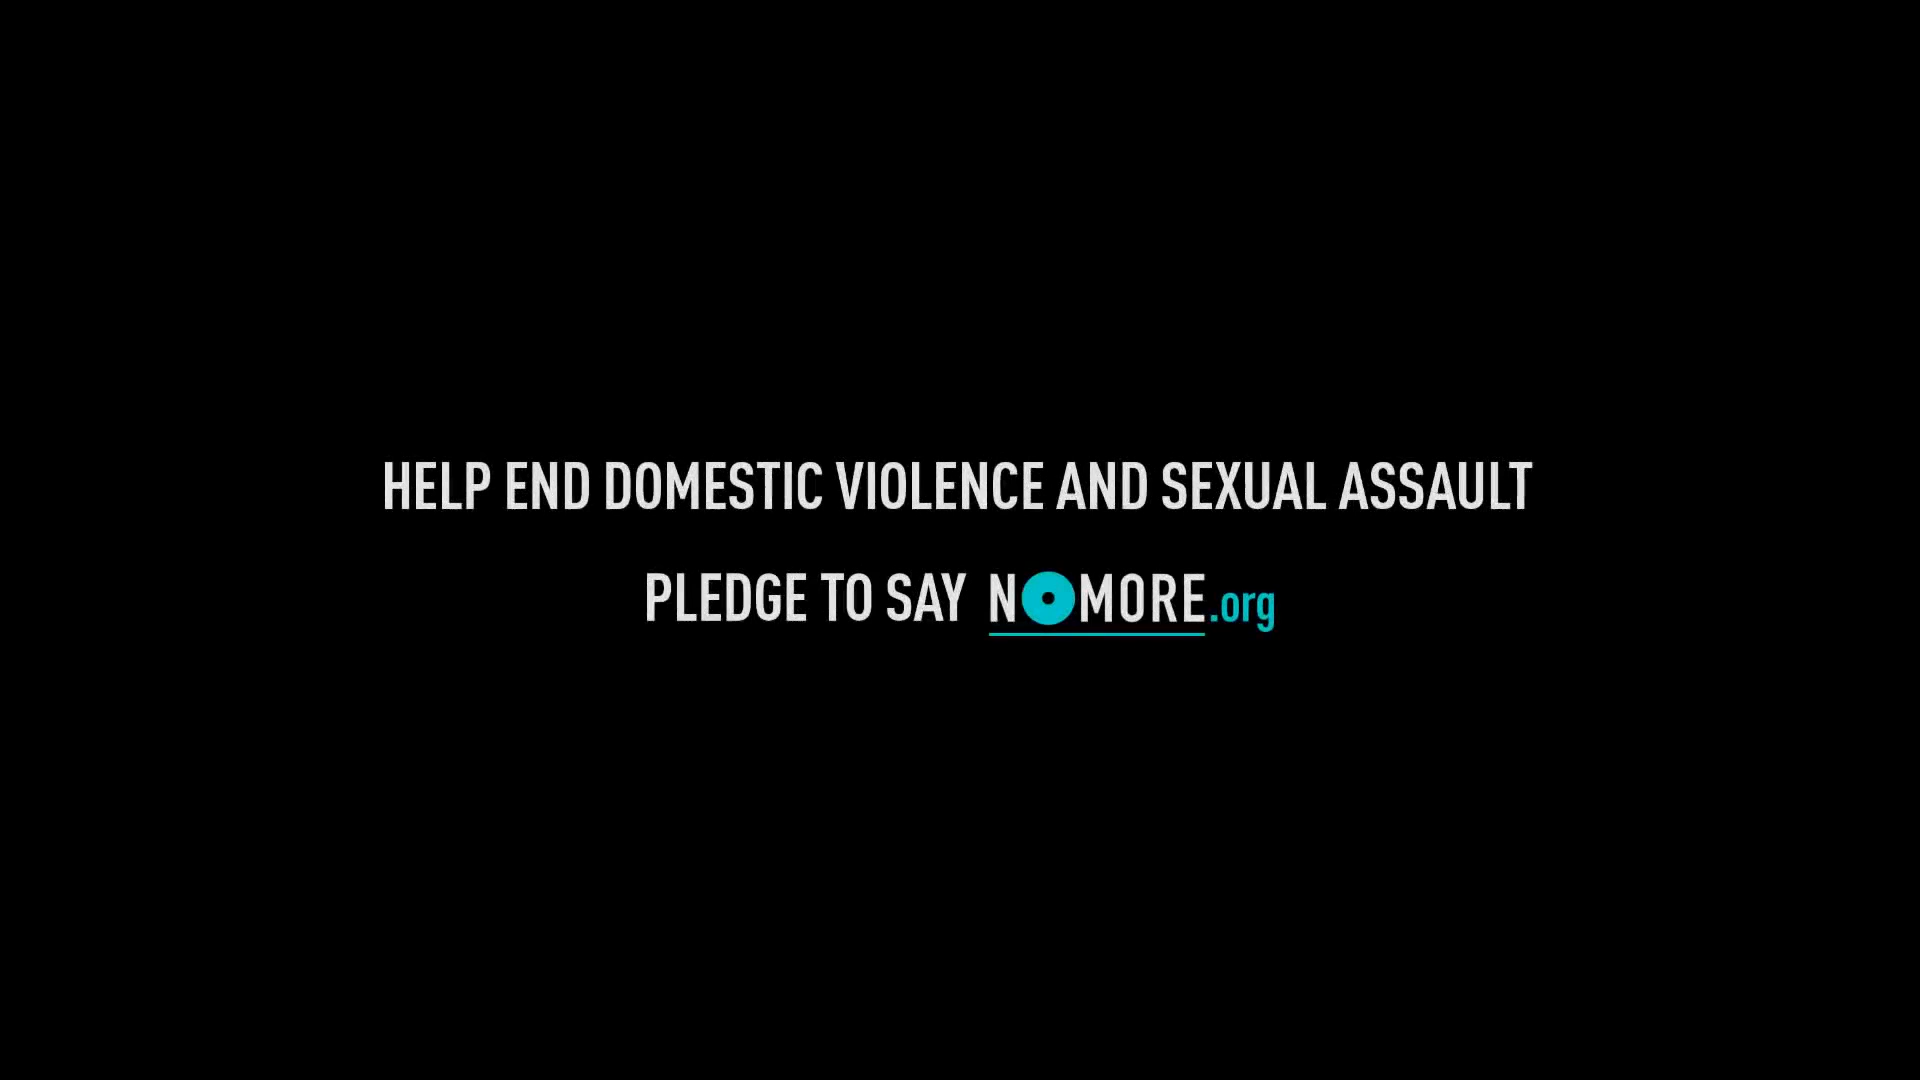 HELP END DOMESTIC VIOLENCE AND SEXUAL ASSAULT
PLEDGE TO SAY NOMORE.org